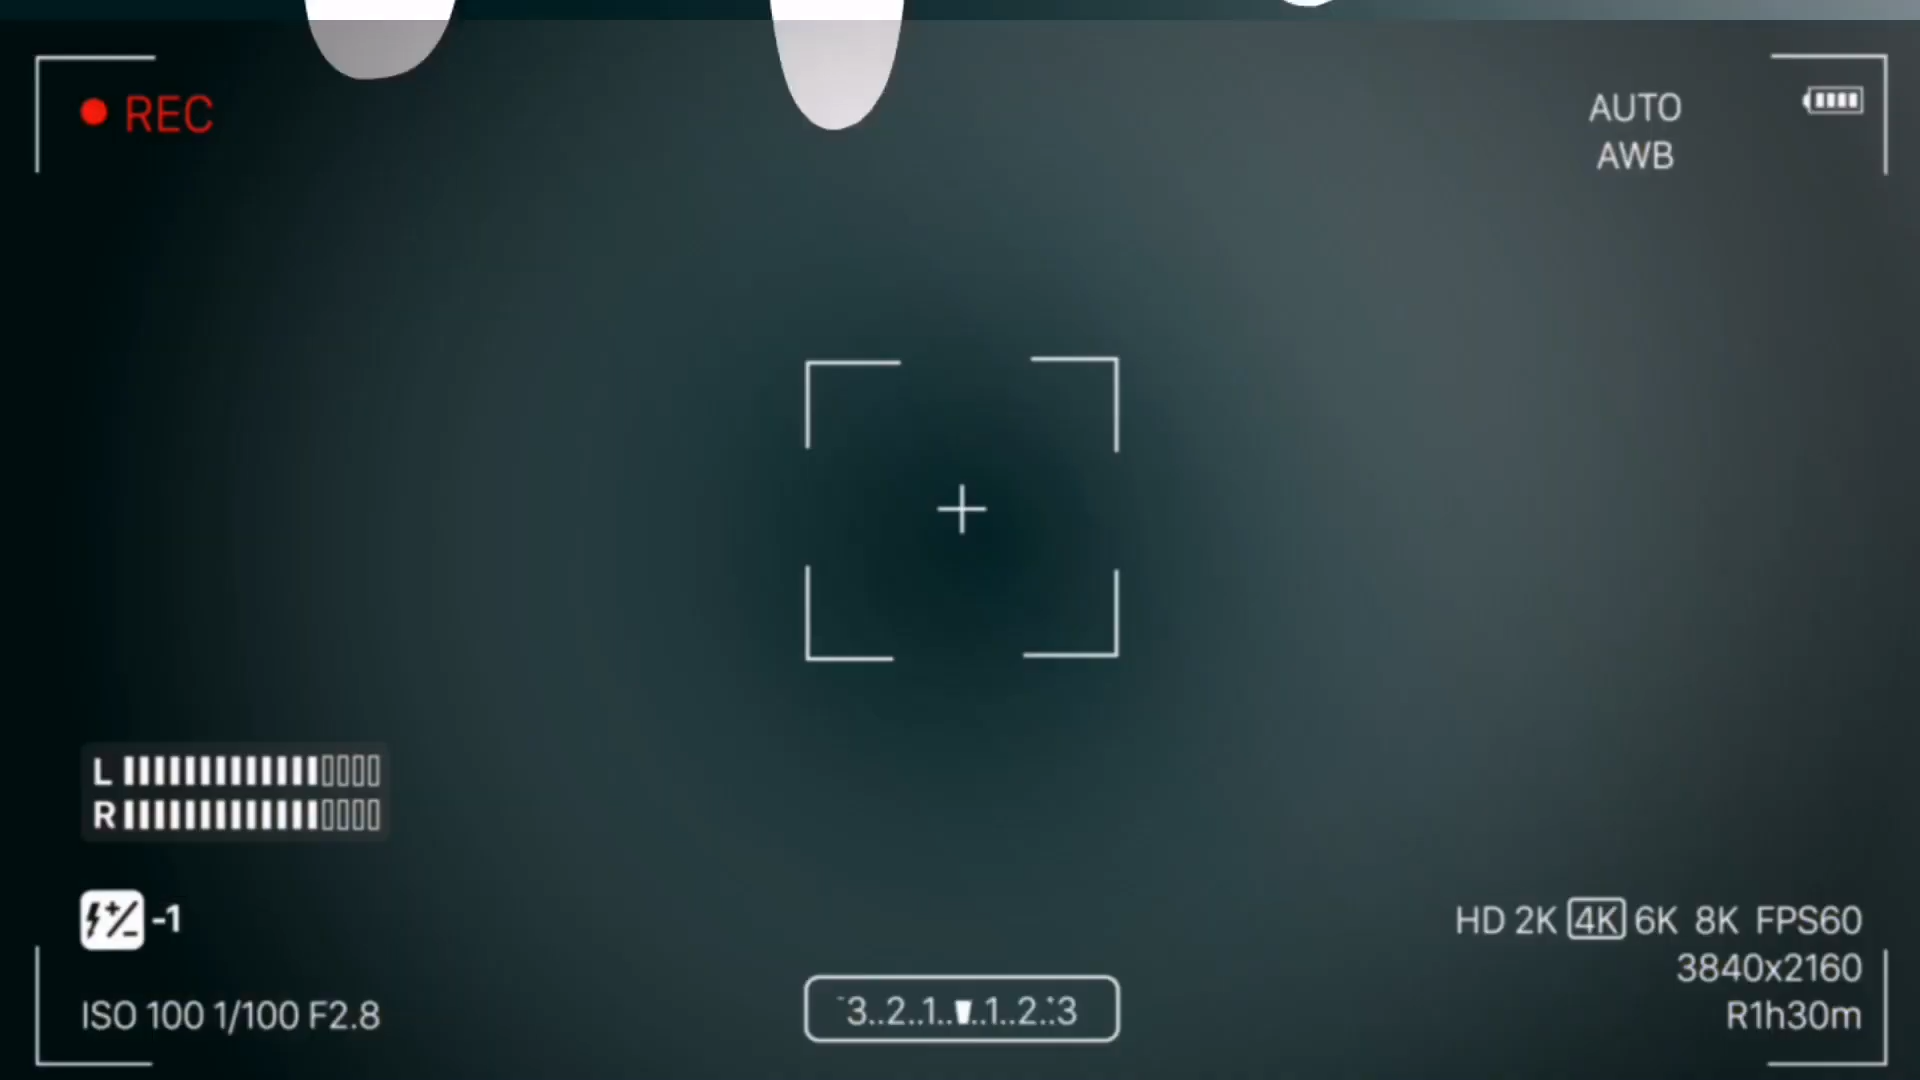 REC
AUTO
AWB
L
R
-1
ISO 100 1/100 F2.8
-3..2..1..▼..1..2..+3
HD 2K 4K 6K 8K FPS60
3840x2160
R1h30m